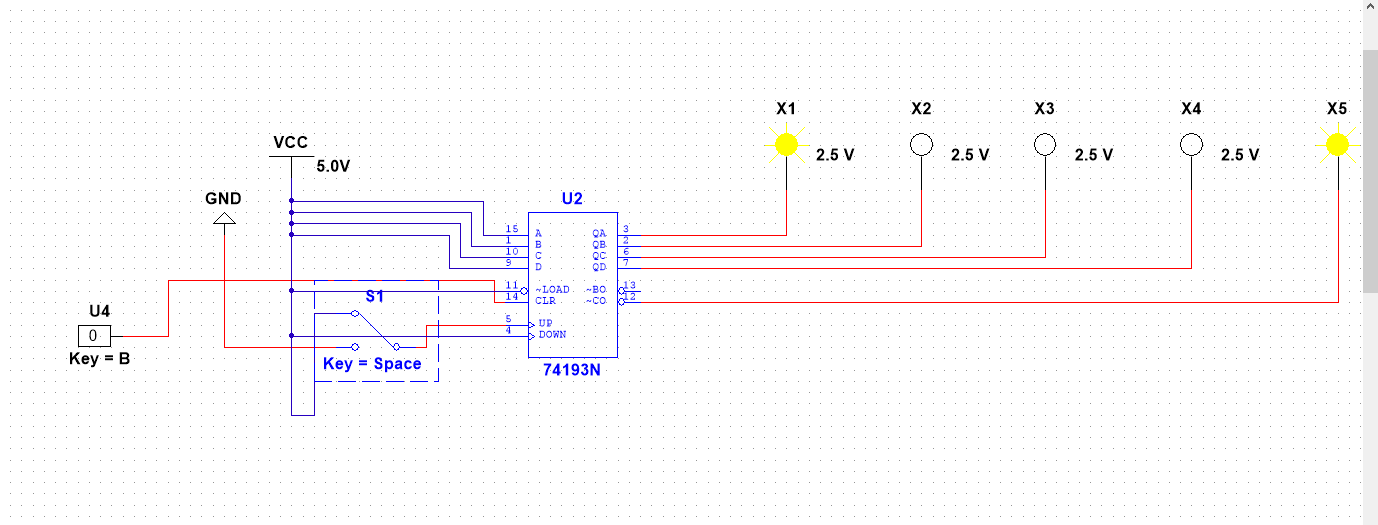 X1
X2
X3
X4
X5
2.5 V
2.5 V
2.5 V
2.5 V
VCC
5.0V
GND
U2
15 A QA 3
1 B QB 2
10 C QC 6
9 D QD 7
11 ~LOAD ~BO 13
14 CLR ~CO 12
5 UP
4 DOWN
74193N
S1
Key = Space
U4
0
Key = B